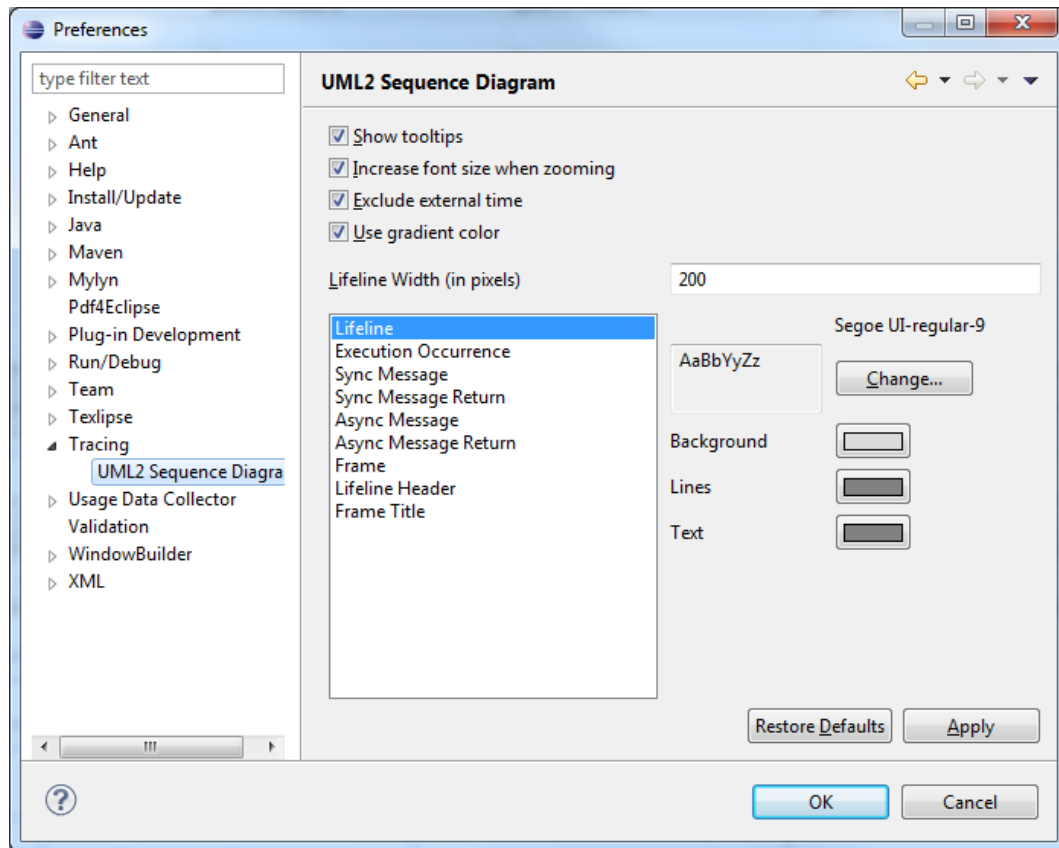 Preferences
type filter text
General
Ant
Help
Install/Update
Java
Maven
Mylyn
Pdf4Eclipse
Plug-in Development
Run/Debug
Team
Texlipse
Tracing
UML2 Sequence Diagra
Usage Data Collector
Validation
WindowBuilder
XML
UML2 Sequence Diagram
Show tooltips
Increase font size when zooming
Exclude external time
Use gradient color
Lifeline Width (in pixels) 200
Lifeline
Execution Occurrence
Sync Message
Sync Message Return
Async Message
Async Message Return
Frame
Lifeline Header
Frame Title
Segoe UI-regular-9
AaBbYyZz
Change...
Background
Lines
Text
Restore Defaults Apply
OK Cancel